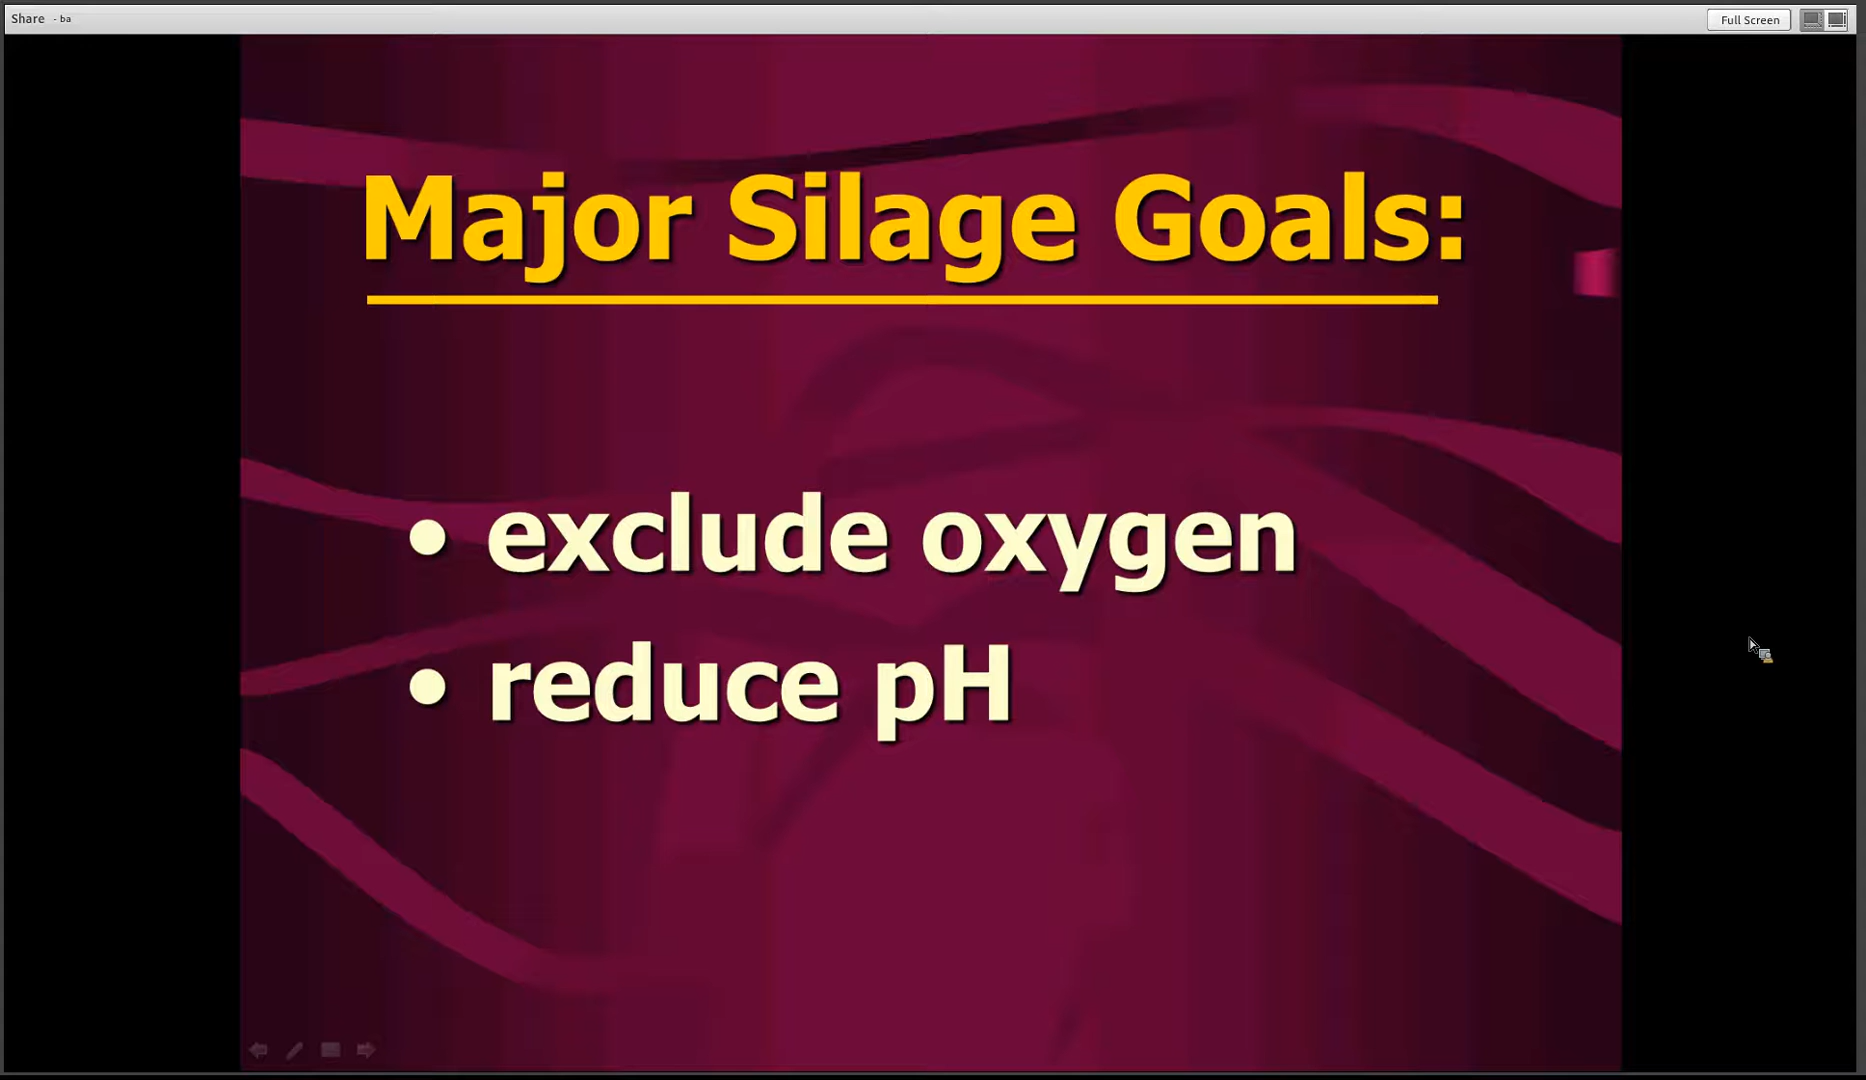 Share - ba
Full Screen
Major Silage Goals:
• exclude oxygen
• reduce pH